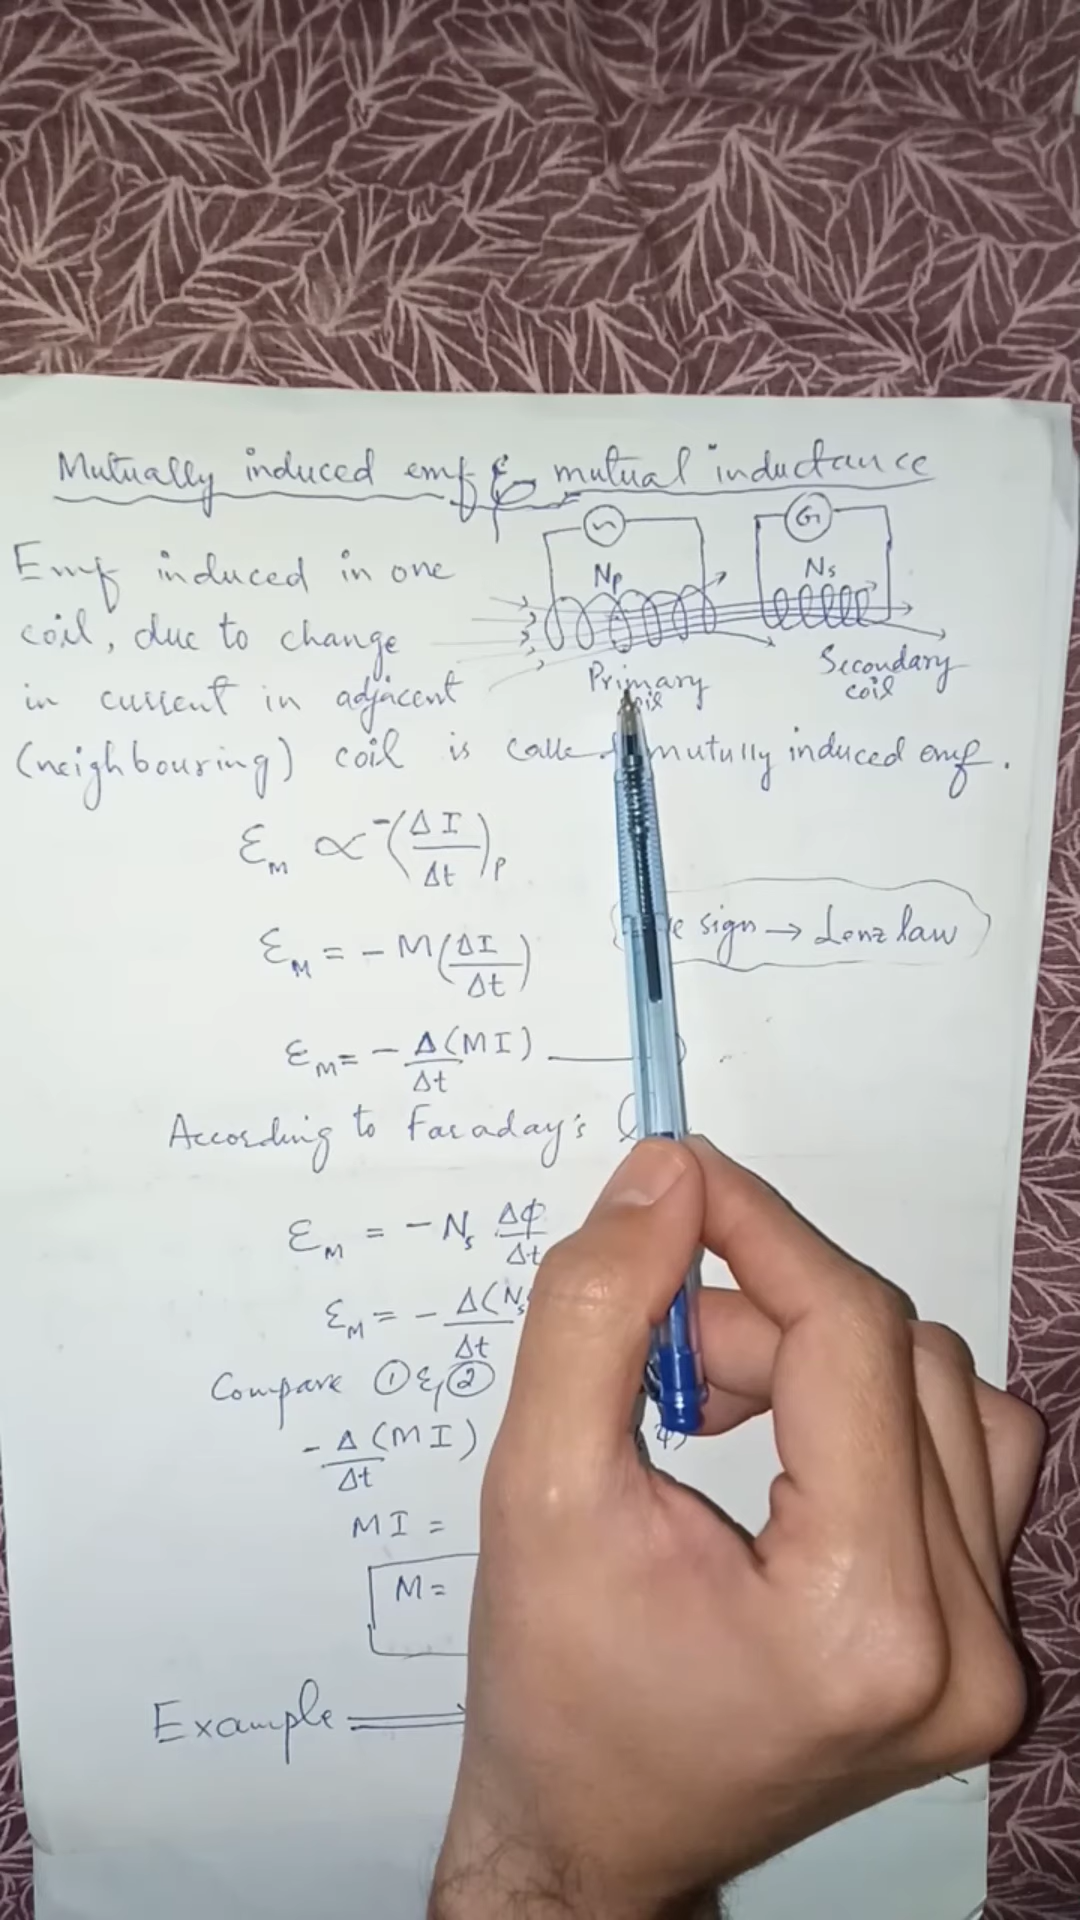 Mutually induced emf & mutual inductance
G
Np
Ns
Emf induced in one
coil, due to change
in current in adjacent
Primary
Secondary
coil
(neighbouring) coil is called mutully induced emf.
εm ∝ -(ΔI/Δt)p
εM = - M(ΔI/Δt)
sign → Lenz law
εM = - Δ(MI)/Δt
According to Faraday's
εM = - Ns Δϕ/Δt
εM = - Δ(Ns/Δt
Compare ① & ②
- Δ(MI)/Δt
MI =
M =
Example ⟹